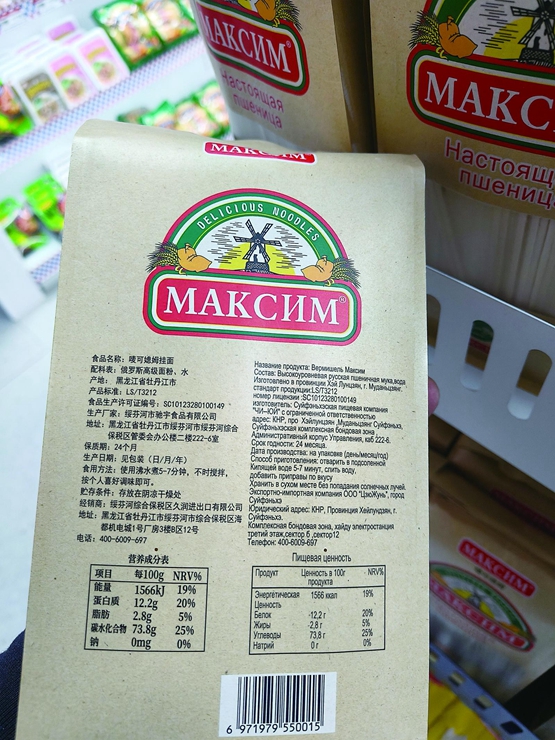 МАКСИМ
Настоящая
пшеница
МАКС
Настоящ
пшениц
МАКСИМ
DELICIOUS NOODLES
МАКСИМ
食品名称：唛可媳姆挂面
配料表：俄罗斯高级面粉、水
产地：黑龙江省牡丹江市
产品标准：LS/T3212
食品生产许可证编号：SC10123280100149
生产厂家：绥芬河市驰宇食品有限公司
地址：黑龙江省牡丹江市绥芬河市绥芬河综合
保税区管委会办公楼二楼222-6室
保质期：24个月
生产日期：见包装（日/月/年）
食用方法：使用沸水煮5-7分钟，不时搅拌，
按个人喜好调味即可。
贮存条件：存放在阴凉干燥处
经销商：绥芬河综合保税区久润进出口有限公司
地址：黑龙江省牡丹江市绥芬河市综合保税区海
都机电城1号厂房3楼B区12号
电话：400-6009-697
Название продукта: Вермишель Максим
Состав: Высокоуровневая русская пшеничная мука,вода
Изготовлено в провинции Хэй Лунцзян, г. Муданьцзянг,
стандарт продукции:LS/T3212
номер лицензии :SC10123280100149
изготовитель: Суйфэньхэская пищевая компания
"ЧИ-ЮЙ" с ограниченной ответственностью
адрес: КНР, про Хэйлунцзян .Муданьцзянг Суйфэньхэ,
Суйфэньхэская комплексная бондовая зона ,
Административный корпус Управления, каб 222-6.
Срок годности: 24 месяца.
Дата производства: на упаковке (день/месяц/год)
Способ приготовления: отварить в подсоленой
Кипящей воде 5-7 минут, слить воду,
добавить приправы по вкусу
Хранить в сухом месте без попадания солнечных лучей.
Экспортно-импортная компания ООО "ЦзюЖунь", город
Суйфэньхэ
Юридический адрес: КНР, Провинция Хейлунцзян, г.
Суйфэньхэ.
Комплексная бондовая зона, хайду электростанция
третий этаж,сектор б ,сектор12
Телефон: 400-6009-697
营养成分表
项目 每100g NRV%
能量 1566kJ 19%
蛋白质 12.2g 20%
脂肪 2.8g 5%
碳水化合物 73.8g 25%
钠 0mg 0%
Пищевая ценность
Продукт Ценность в 100г продукта NRV%
Энергетическая 1566 ккал 19%
Ценность
Белок -12,2 г 20%
Жиры -2,8 г 5%
Углеводы 73,8 г 25%
Натрий 0 г 0%
6 971979 550015
МАКСИМ
МАКСИМ